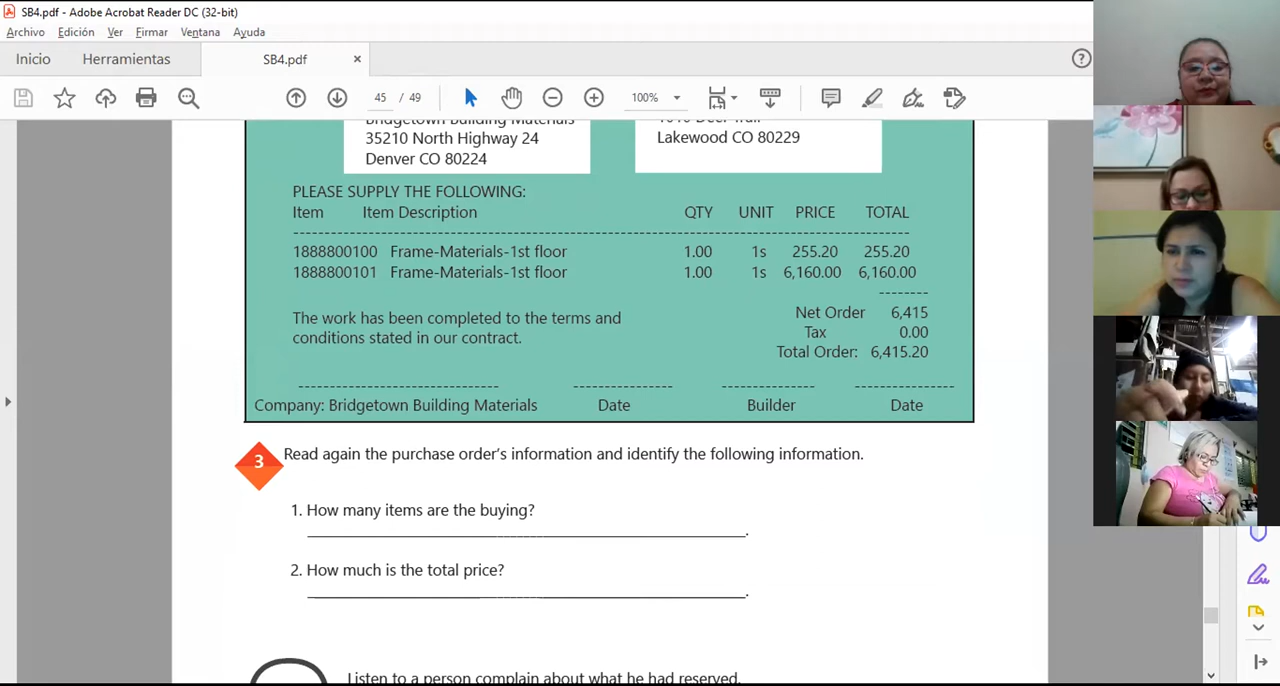 SB4.pdf - Adobe Acrobat Reader DC (32-bit)
Archivo Edición Ver Firmar Ventana Ayuda
Inicio Herramientas SB4.pdf ×
45 / 49 100%
Bridgetown Building Materials
35210 North Highway 24
Denver CO 80224
Lakewood CO 80229
PLEASE SUPPLY THE FOLLOWING:
Item Item Description QTY UNIT PRICE TOTAL
1888800100 Frame-Materials-1st floor 1.00 1s 255.20 255.20
1888800101 Frame-Materials-1st floor 1.00 1s 6,160.00 6,160.00
The work has been completed to the terms and
conditions stated in our contract.
Net Order 6,415
Tax 0.00
Total Order: 6,415.20
Company: Bridgetown Building Materials Date Builder Date
3 Read again the purchase order's information and identify the following information.
1. How many items are the buying?
2. How much is the total price?
Listen to a person complain about what he had reserved.